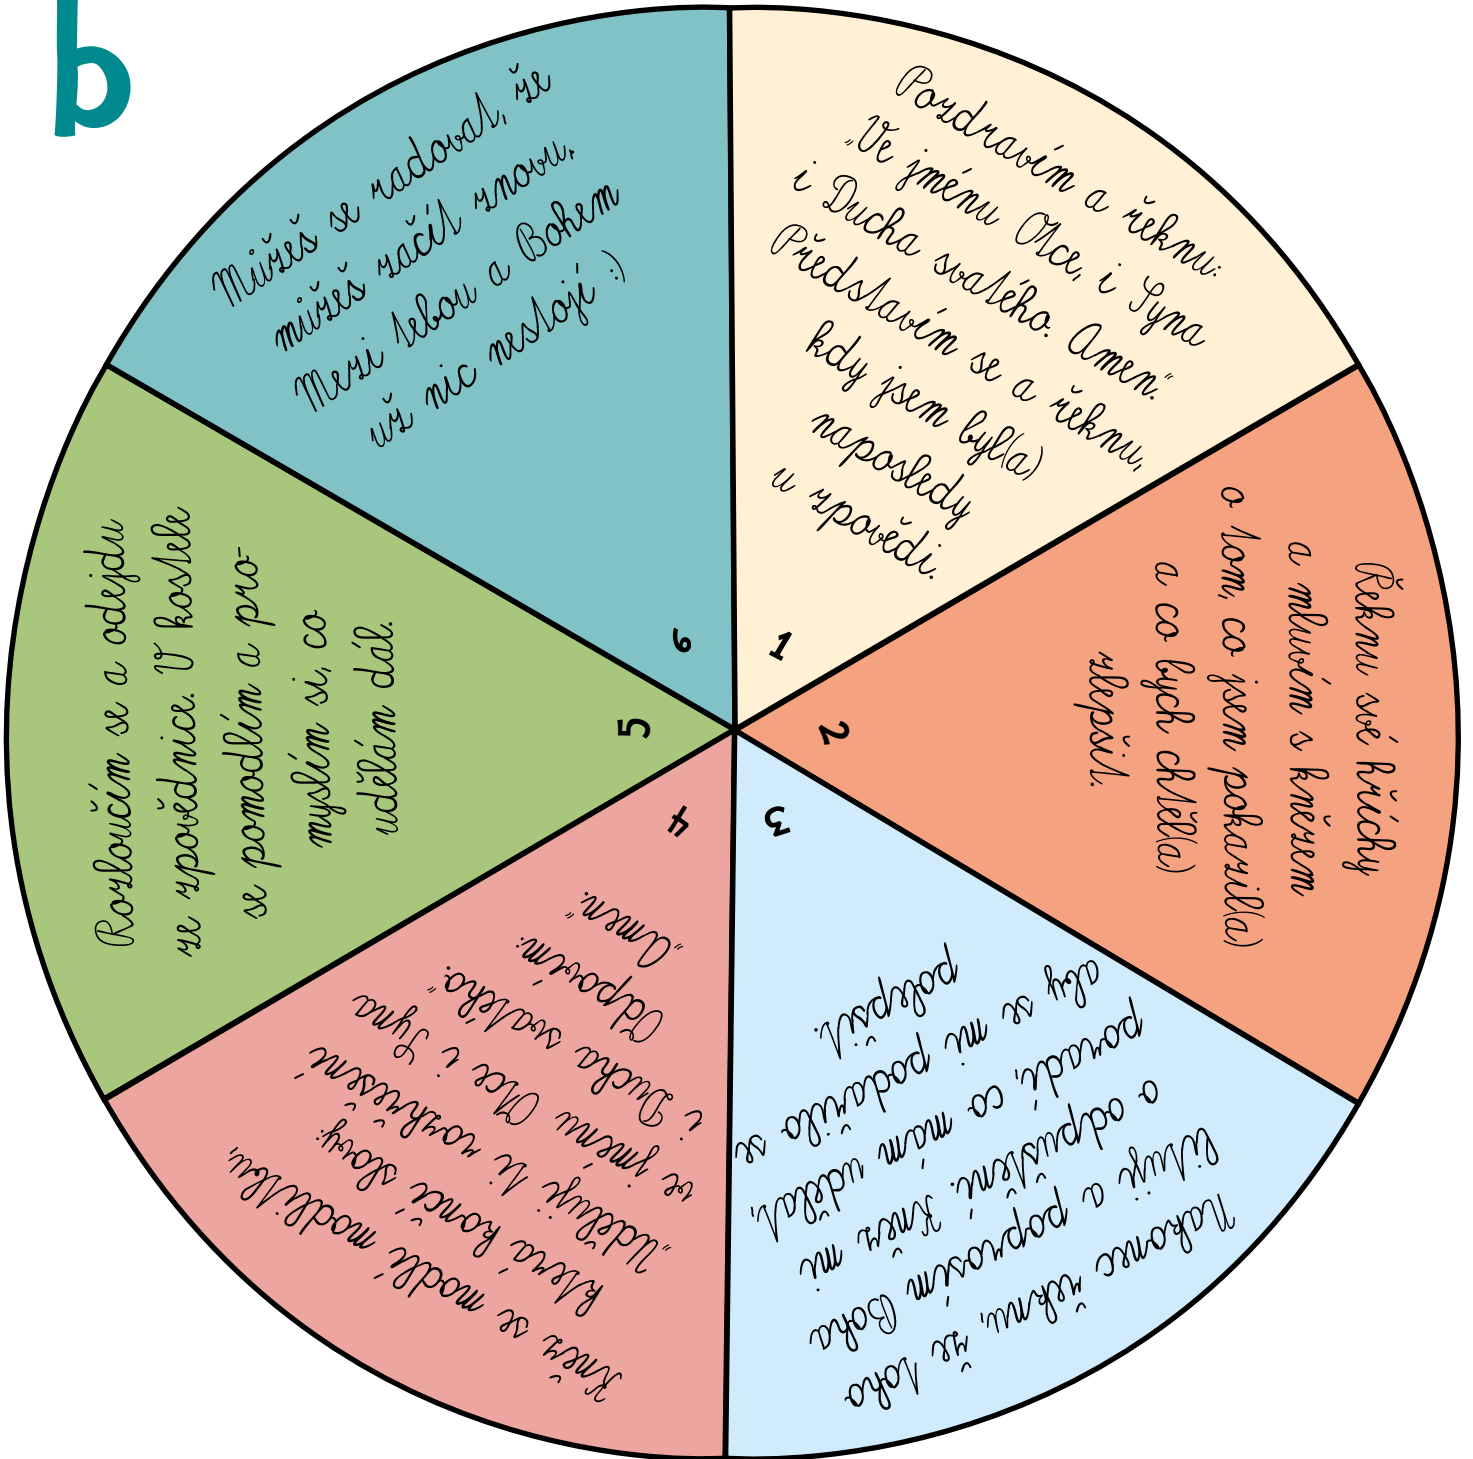 b
Pozdravím a řeknu:
„Ve jménu Otce, i Syna
i Ducha svatého. Amen.“
Představím se a řeknu,
kdy jsem byl(a)
naposledy
u zpovědi.
1
Řeknu své hříchy
a mluvím s knězem
o tom, co jsem pokazil(a)
a co bych chtěl(a)
zlepšit.
2
Nakonec řeknu, že toho
lituji a poprosím Boha
o odpuštění. Kněz mi
poradí, co mám udělat,
aby se mi podařilo se
polepšit.
3
Kněz se modlí modlitbu,
která končí slovy:
„Uděluji ti rozhřešení
ve jménu Otce i Syna
i Ducha svatého.“
Odpovím:
„Amen.“
4
Rozloučím se a odejdu
ze zpovědnice. V kostele
se pomodlím a pro-
myslím si, co
udělám dál.
5
Můžeš se radovat, že
můžeš začít znovu,
Mezi tebou a Bohem
už nic nestojí :)
6